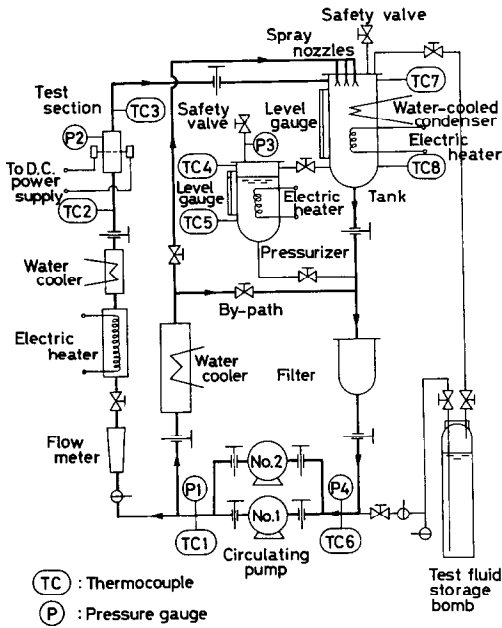 Safety valve
Spray
nozzles
Test
section
TC3
Safety
valve
Level
gauge
TC7
Water-cooled
condenser
Electric
heater
P2
P3
To D.C.
power
supply
TC4
TC8
Level
gauge
Electric
heater
Tank
TC2
TC5
Pressurizer
Water
cooler
By-path
Electric
heater
Water
cooler
Filter
Flow
meter
No.2
P1
P4
No.1
TC1
TC6
Circulating
pump
Test fluid
storage
bomb
TC : Thermocouple
P : Pressure gauge